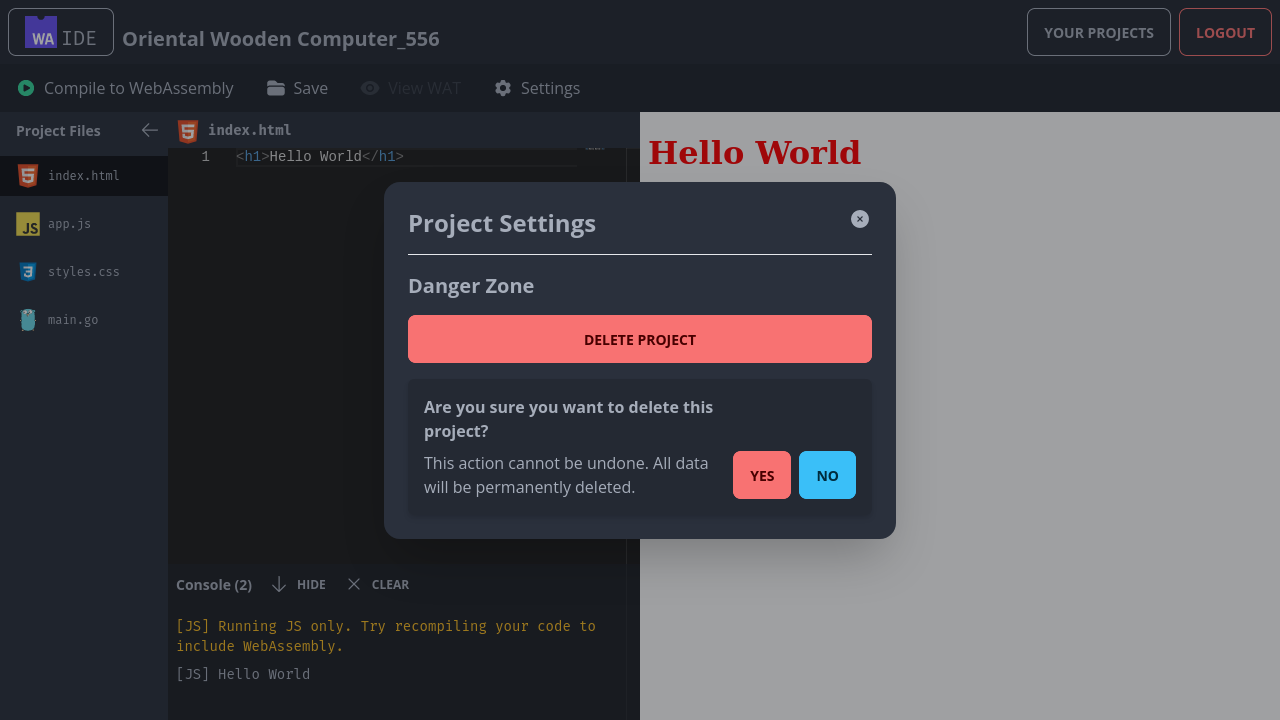 WA IDE
Oriental Wooden Computer_556
YOUR PROJECTS
LOGOUT
Compile to WebAssembly
Save
View WAT
Settings
Project Files
index.html
app.js
JS
styles.css
main.go
index.html
1 <h1>Hello World</h1>
Hello World
Project Settings
Danger Zone
DELETE PROJECT
Are you sure you want to delete this
project?
This action cannot be undone. All data
will be permanently deleted.
YES
NO
Console (2)
HIDE
CLEAR
[JS] Running JS only. Try recompiling your code to
include WebAssembly.
[JS] Hello World